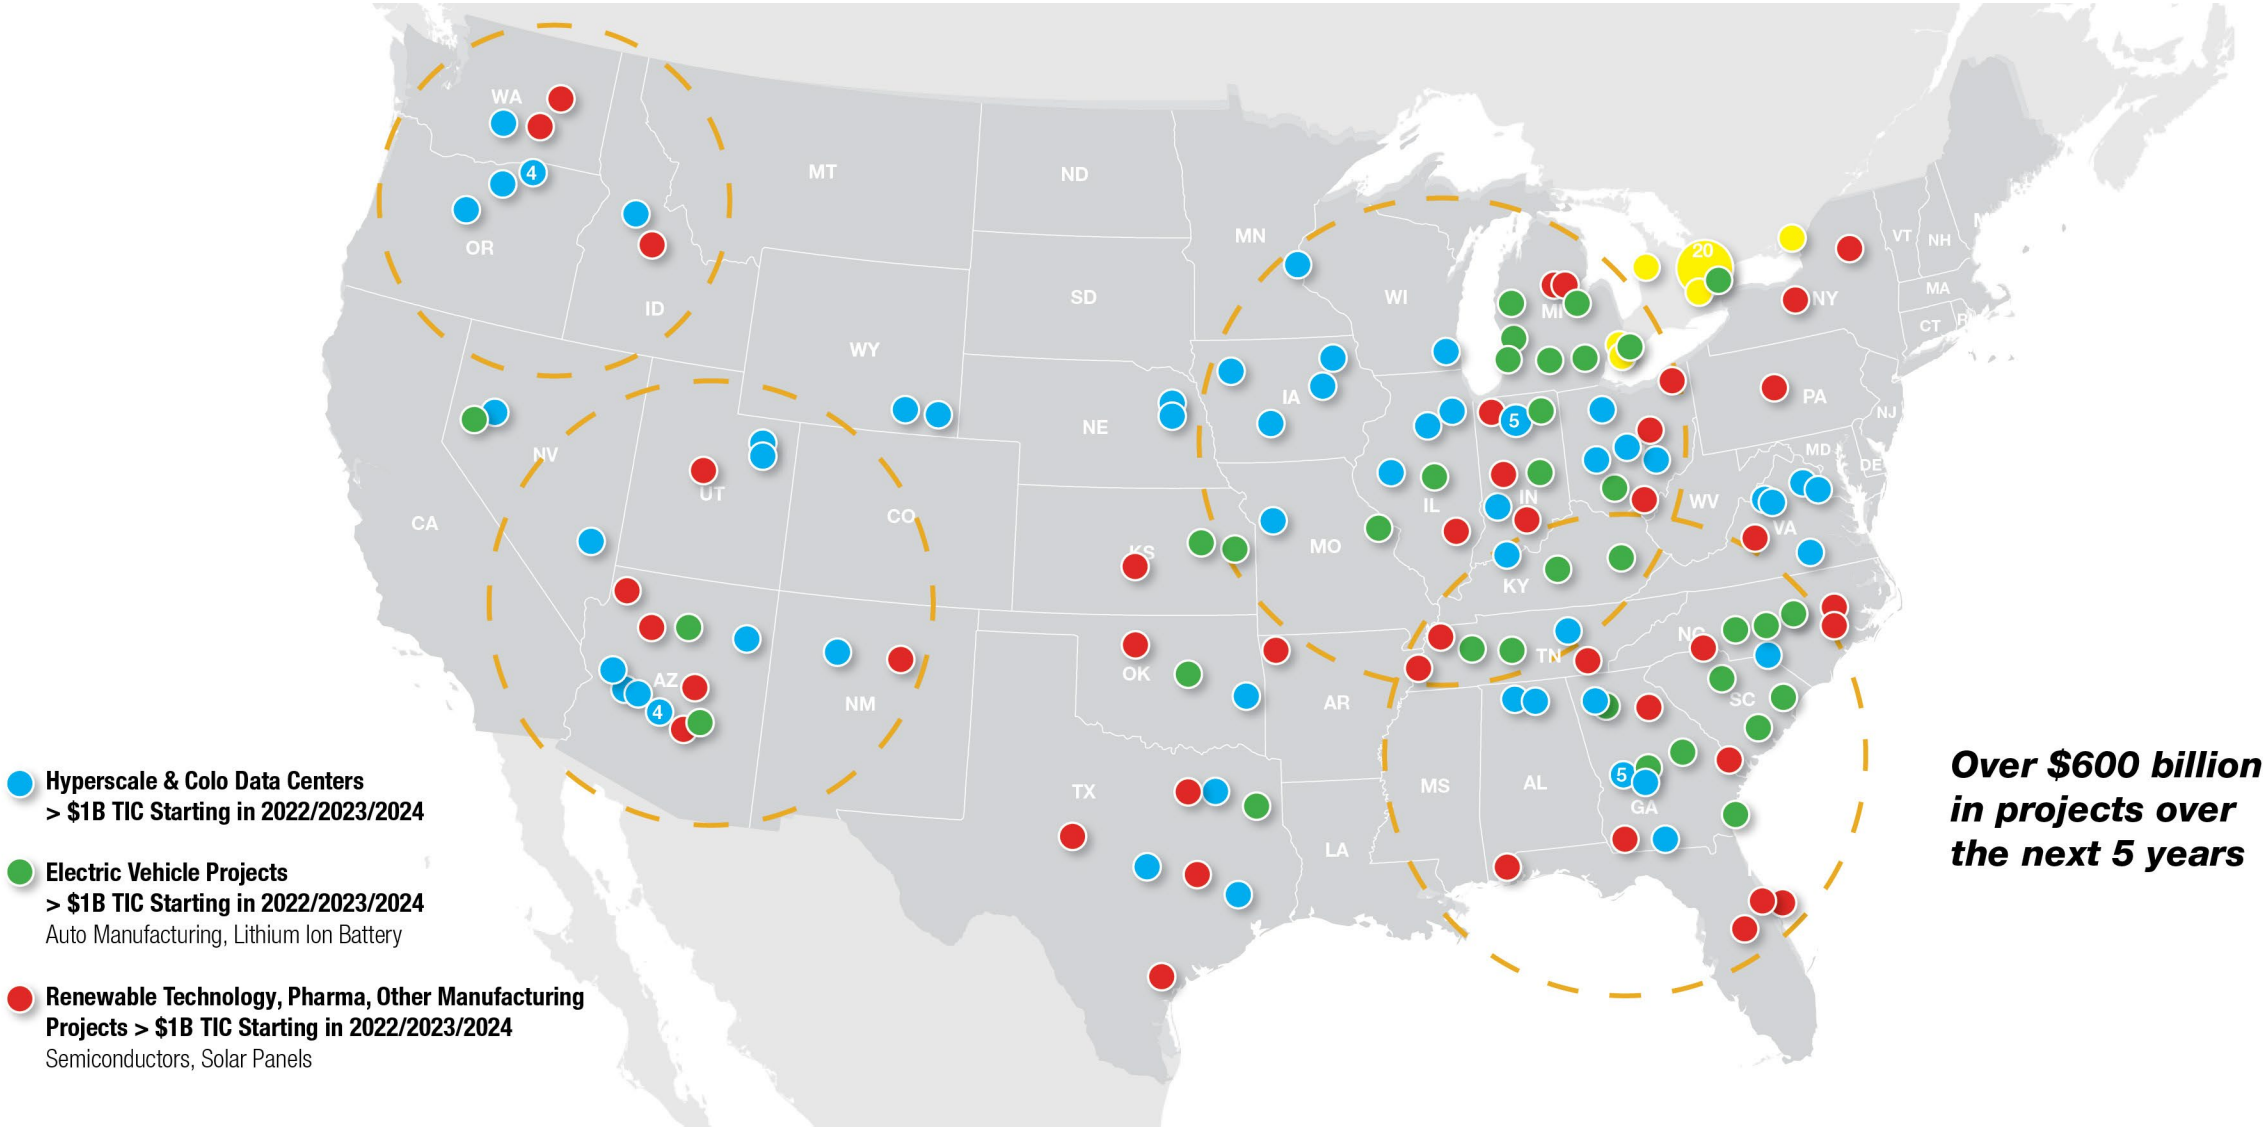 WA
MT
ND
MN
OR
ID
SD
WI
MI
VT
NH
MA
NY
CT
R
WY
IA
NE
PA
NJ
NV
UT
CO
CA
IL
IN
MD
DE
WV
VA
KS
MO
KY
AZ
NM
OK
AR
TN
NC
SC
TX
MS
AL
GA
LA
4
20
5
4
5
Hyperscale & Colo Data Centers
> $1B TIC Starting in 2022/2023/2024
Electric Vehicle Projects
> $1B TIC Starting in 2022/2023/2024
Auto Manufacturing, Lithium Ion Battery
Renewable Technology, Pharma, Other Manufacturing
Projects > $1B TIC Starting in 2022/2023/2024
Semiconductors, Solar Panels
Over $600 billion
in projects over
the next 5 years